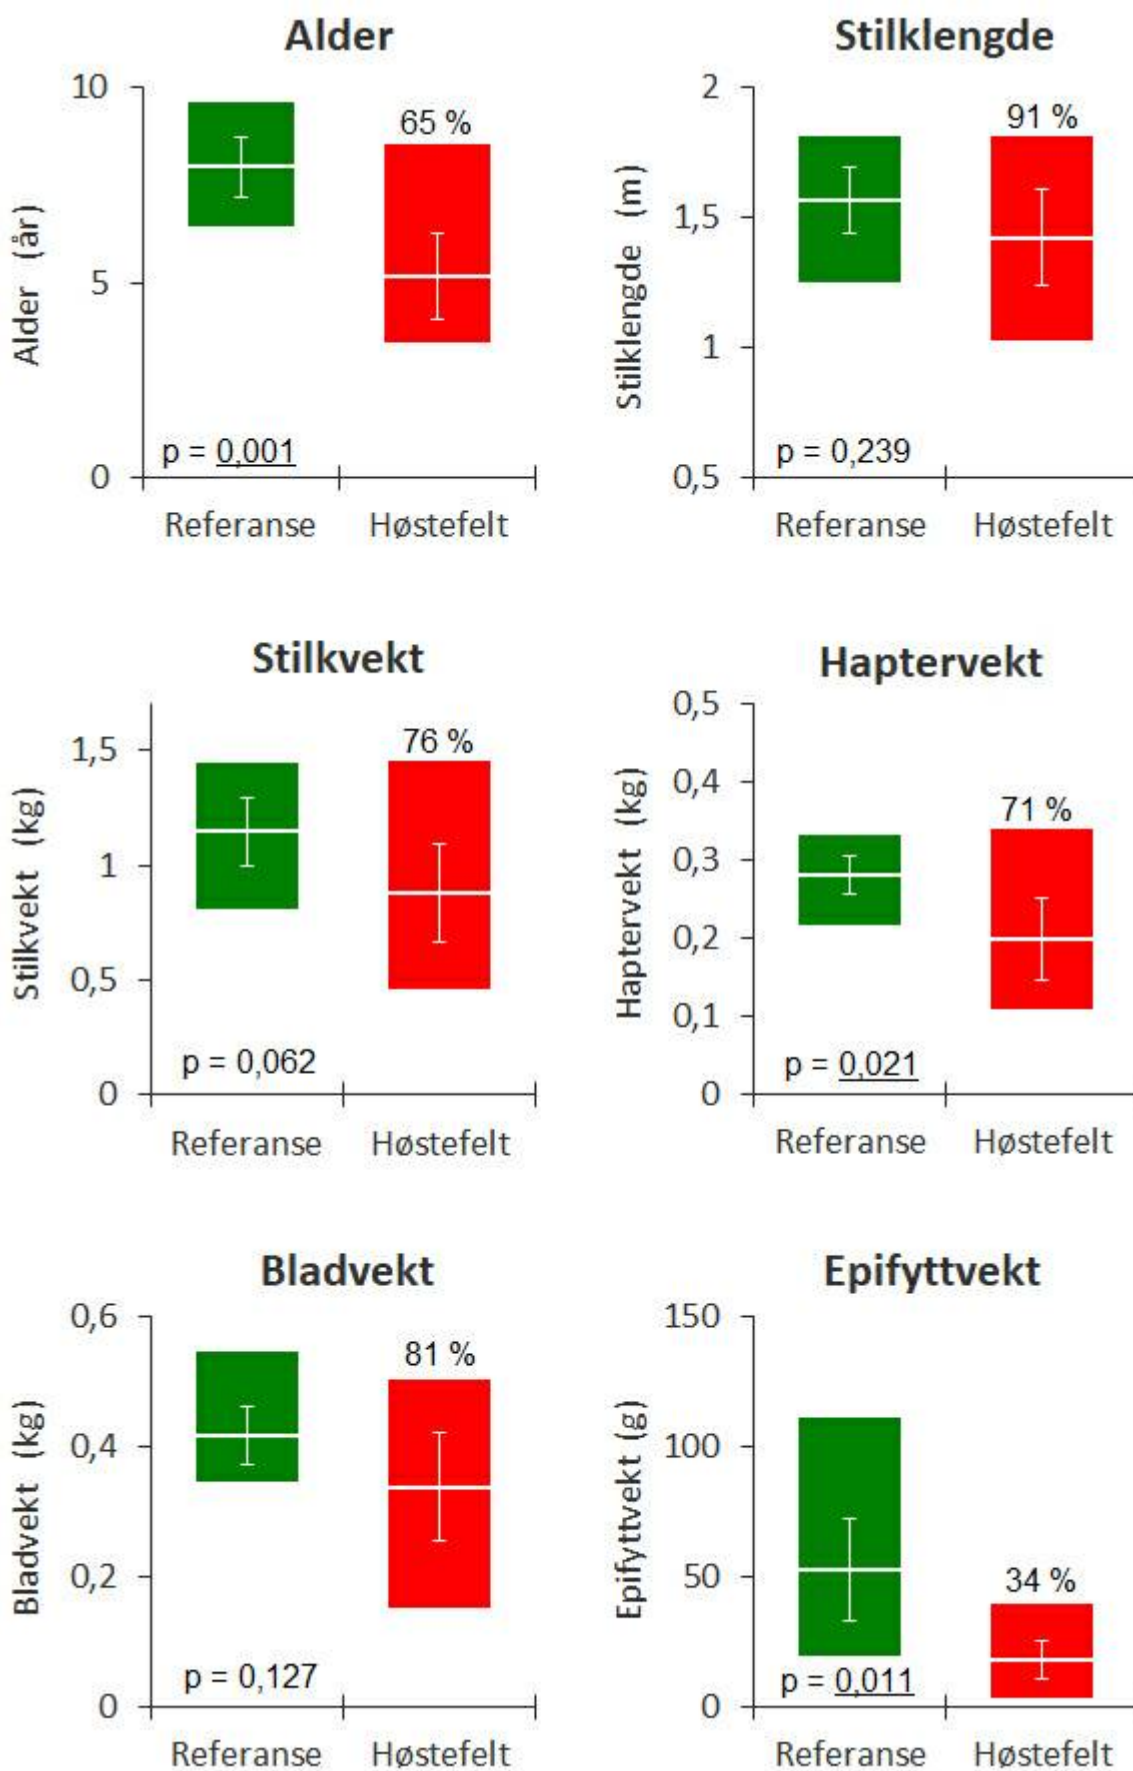 Alder
Alder (år)
10
5
0
65 %
p = 0,001
Referanse
Høstefelt
Stilklengde
Stilklengde (m)
2
1,5
1
0,5
91 %
p = 0,239
Referanse
Høstefelt
Stilkvekt
Stilkvekt (kg)
1,5
1
0,5
0
76 %
p = 0,062
Referanse
Høstefelt
Haptervekt
Haptervekt (kg)
0,5
0,4
0,3
0,2
0,1
0
71 %
p = 0,021
Referanse
Høstefelt
Bladvekt
Bladvekt (kg)
0,6
0,4
0,2
0
81 %
p = 0,127
Referanse
Høstefelt
Epifyttvekt
Epifyttvekt (g)
150
100
50
0
34 %
p = 0,011
Referanse
Høstefelt